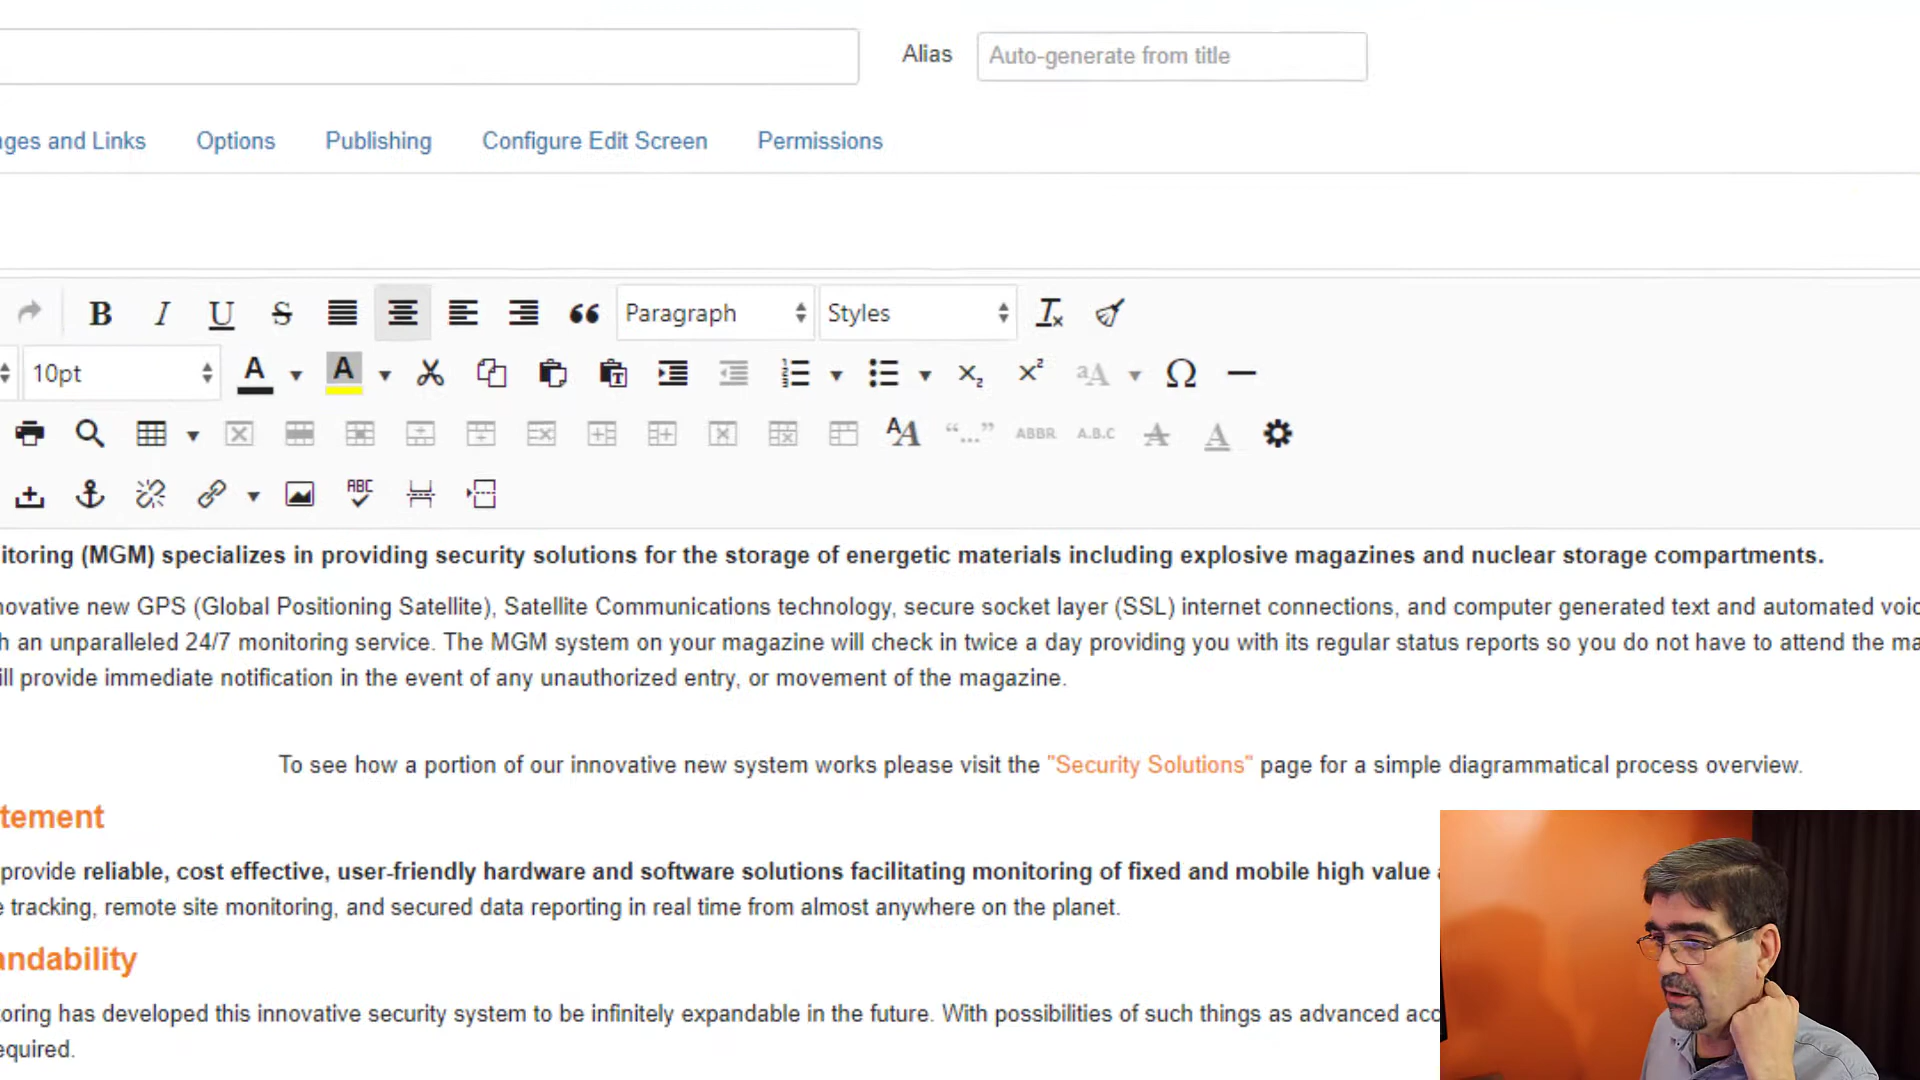 Alias Auto-generate from title
ges and Links Options Publishing Configure Edit Screen Permissions
B I U S Paragraph Styles Tx
10pt A A T x2 x2 aA Ω
AA “...” ABBR A.B.C A A
ABC
itoring (MGM) specializes in providing security solutions for the storage of energetic materials including explosive magazines and nuclear storage compartments.
novative new GPS (Global Positioning Satellite), Satellite Communications technology, secure socket layer (SSL) internet connections, and computer generated text and automated voic
h an unparalleled 24/7 monitoring service. The MGM system on your magazine will check in twice a day providing you with its regular status reports so you do not have to attend the ma
ill provide immediate notification in the event of any unauthorized entry, or movement of the magazine.
To see how a portion of our innovative new system works please visit the "Security Solutions" page for a simple diagrammatical process overview.
tement
provide reliable, cost effective, user-friendly hardware and software solutions facilitating monitoring of fixed and mobile high value
e tracking, remote site monitoring, and secured data reporting in real time from almost anywhere on the planet.
andability
toring has developed this innovative security system to be infinitely expandable in the future. With possibilities of such things as advanced acc
equired.